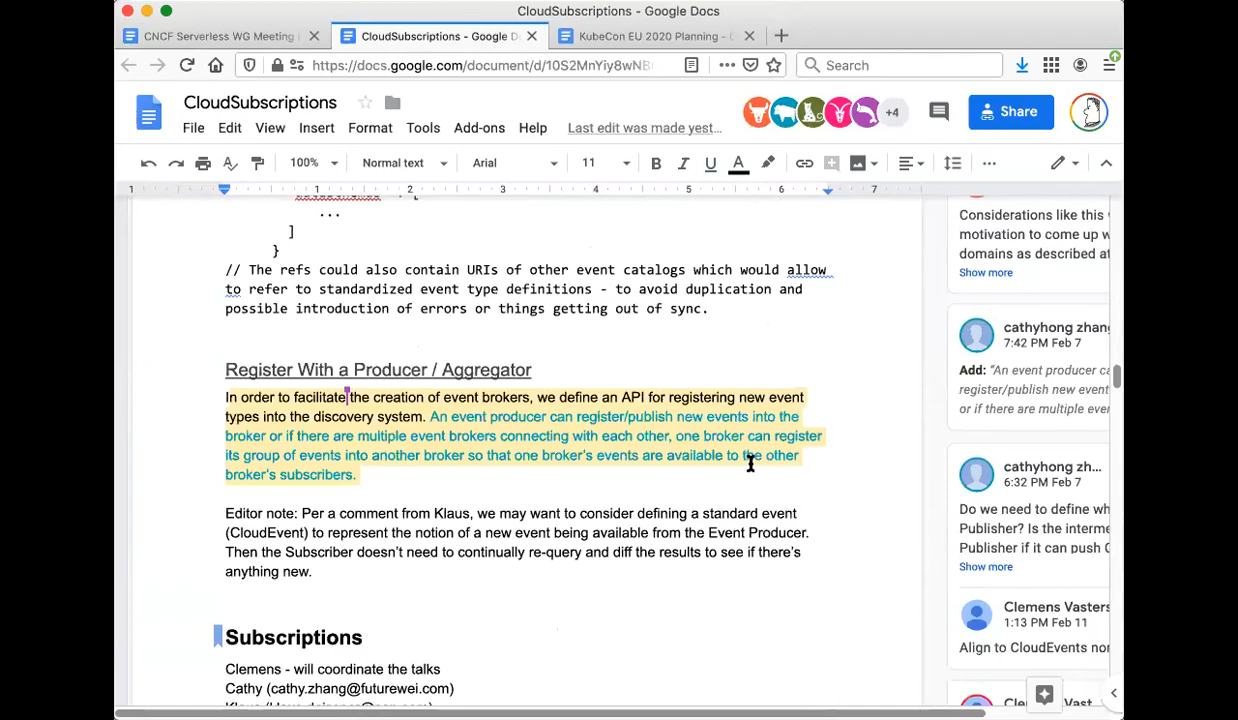 CloudSubscriptions - Google Docs
CNCF Serverless WG Meeting
CloudSubscriptions - Google D
KubeCon EU 2020 Planning -
https://docs.google.com/document/d/10S2MnYiy8wN
Search
CloudSubscriptions
+4
Share
File Edit View Insert Format Tools Add-ons Help Last edit was made yest...
100% Normal text Arial 11 B I U A
1 1 2 3 4 5 6 7
...
]
}
// The refs could also contain URIs of other event catalogs which would allow
to refer to standardized event type definitions - to avoid duplication and
possible introduction of errors or things getting out of sync.
Register With a Producer / Aggregator
In order to facilitate the creation of event brokers, we define an API for registering new event
types into the discovery system. An event producer can register/publish new events into the
broker or if there are multiple event brokers connecting with each other, one broker can register
its group of events into another broker so that one broker's events are available to the other
broker's subscribers.
Editor note: Per a comment from Klaus, we may want to consider defining a standard event
(CloudEvent) to represent the notion of a new event being available from the Event Producer.
Then the Subscriber doesn't need to continually re-query and diff the results to see if there's
anything new.
Subscriptions
Clemens - will coordinate the talks
Cathy (cathy.zhang@futurewei.com)
Considerations like this
motivation to come up w
domains as described at
Show more
cathyhong zhang
7:42 PM Feb 7
Add: "An event producer c
register/publish new event
or if there are multiple eve
cathyhong zh...
6:32 PM Feb 7
Do we need to define wh
Publisher? Is the interme
Publisher if it can push
Show more
Clemens Vasters
1:13 PM Feb 11
Align to CloudEvents nor
Clemens Vast...